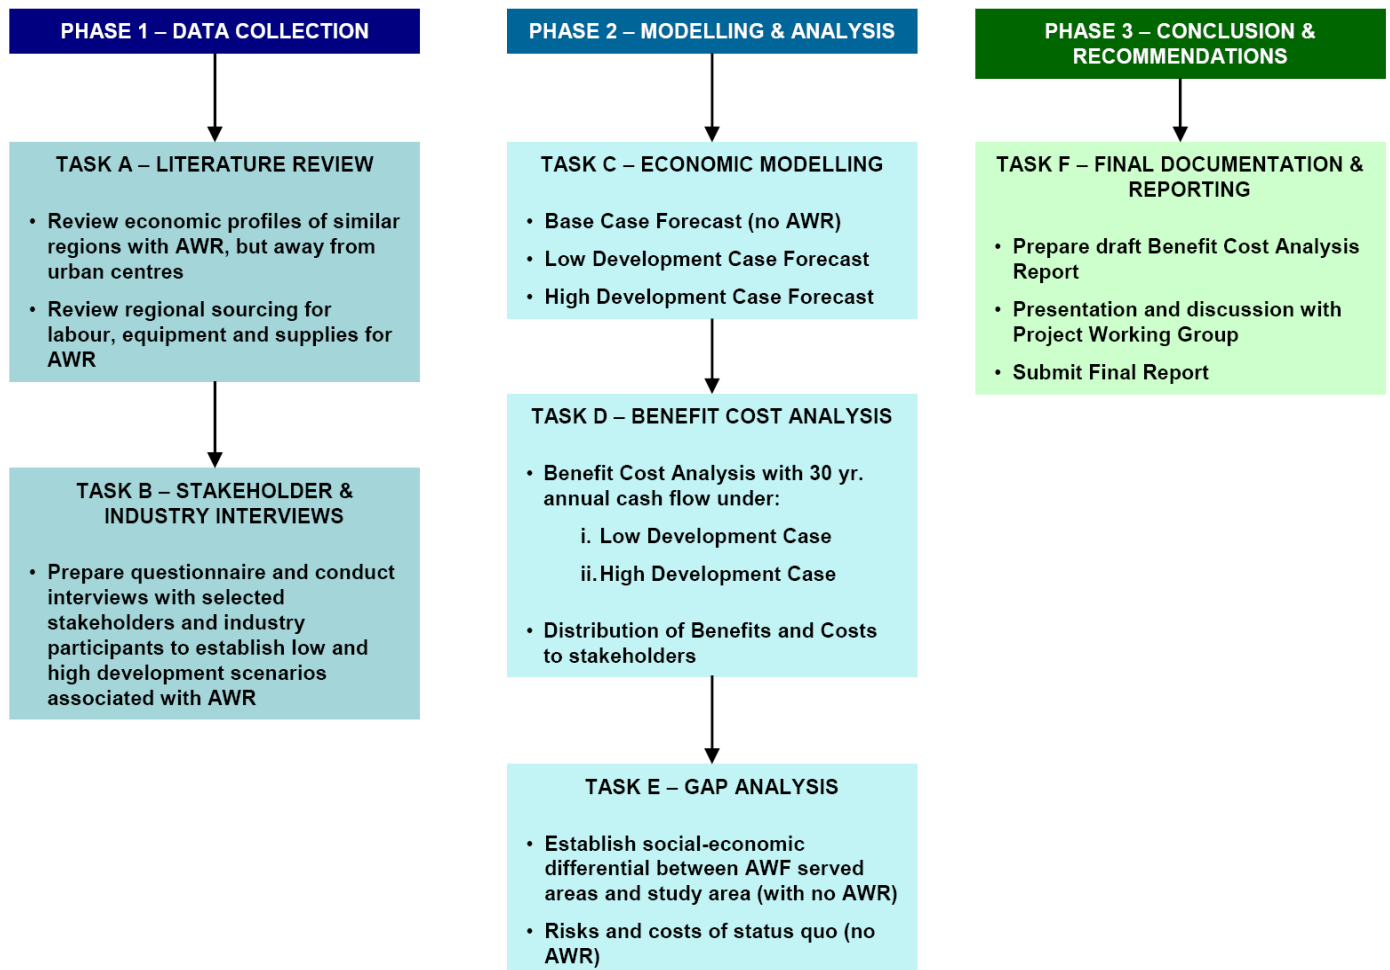 PHASE 1 – DATA COLLECTION
TASK A – LITERATURE REVIEW
• Review economic profiles of similar
regions with AWR, but away from
urban centres
• Review regional sourcing for
labour, equipment and supplies for
AWR
TASK B – STAKEHOLDER &
INDUSTRY INTERVIEWS
• Prepare questionnaire and conduct
interviews with selected
stakeholders and industry
participants to establish low and
high development scenarios
associated with AWR
PHASE 2 – MODELLING & ANALYSIS
TASK C – ECONOMIC MODELLING
• Base Case Forecast (no AWR)
• Low Development Case Forecast
• High Development Case Forecast
TASK D – BENEFIT COST ANALYSIS
• Benefit Cost Analysis with 30 yr.
annual cash flow under:
i. Low Development Case
ii. High Development Case
• Distribution of Benefits and Costs
to stakeholders
TASK E – GAP ANALYSIS
• Establish social-economic
differential between AWF served
areas and study area (with no AWR)
• Risks and costs of status quo (no
AWR)
PHASE 3 – CONCLUSION &
RECOMMENDATIONS
TASK F – FINAL DOCUMENTATION &
REPORTING
• Prepare draft Benefit Cost Analysis
Report
• Presentation and discussion with
Project Working Group
• Submit Final Report